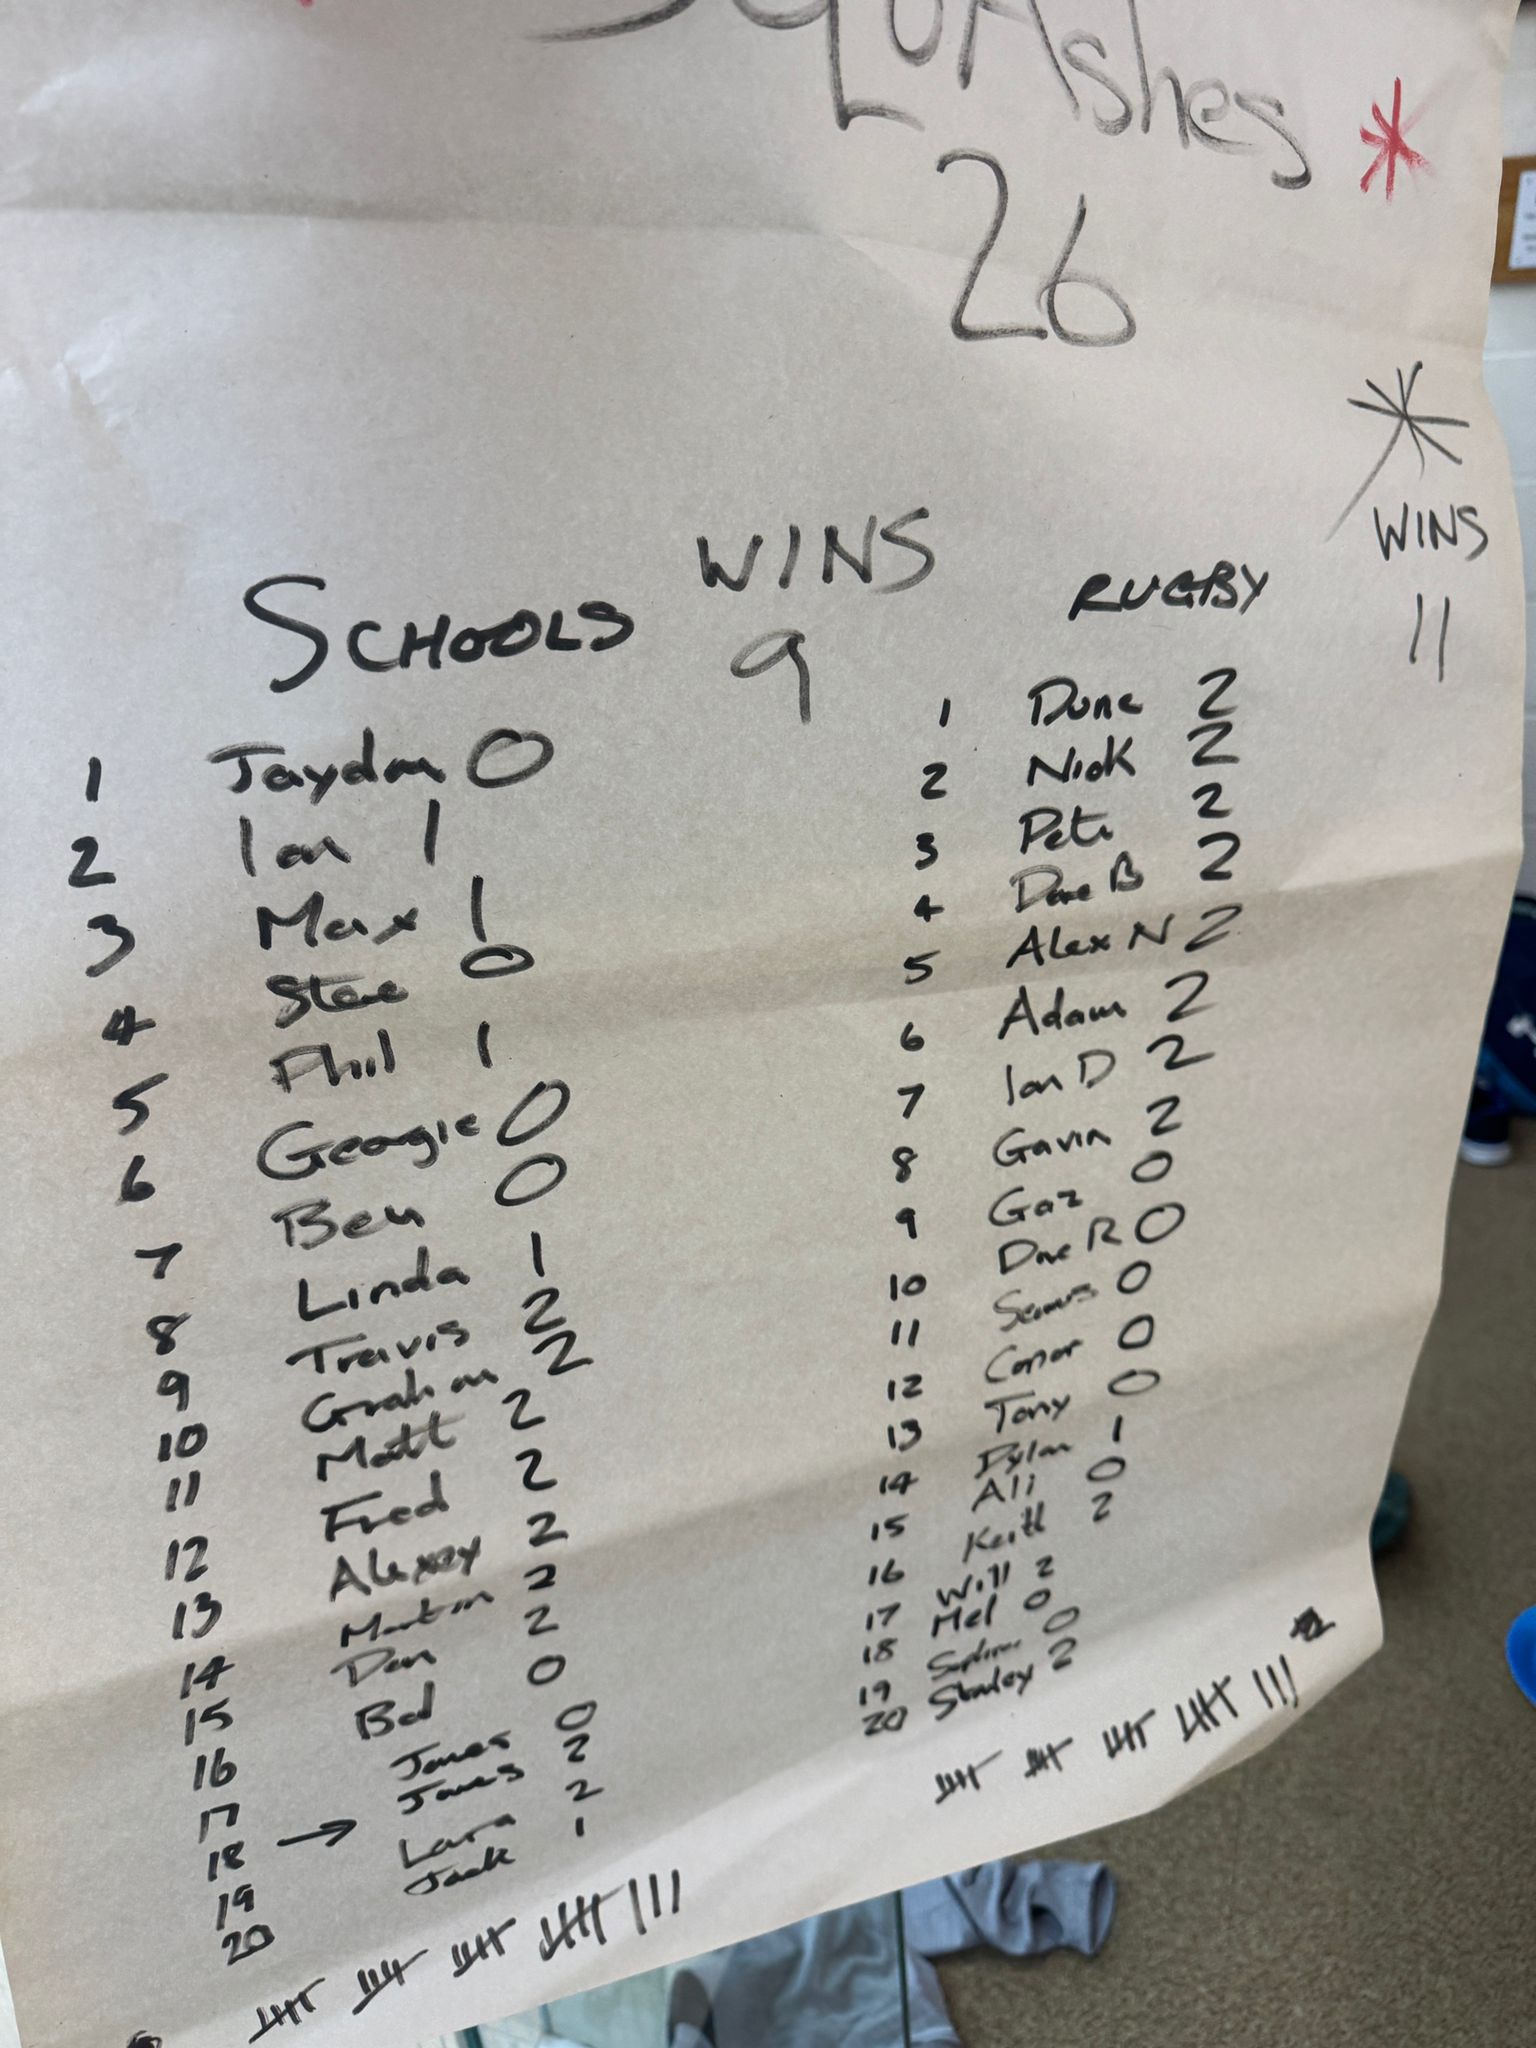 SquAshes
26
SCHOOLS WINS
9
1 Jaydon 0
2 Ian 1
3 Max 1
4 Steve 0
5 Phil 1
6 Georgie 0
7 Ben 0
8 Linda 1
9 Travis 2
10 Graham 2
11 Matt 2
12 Fred 2
13 Alexey 2
14 Martin 2
15 Dan 2
16 0
17 James 0
18 → James 2
19 Lara 2
20 Jack 1
RUGBY WINS
11
1 2
2 Nick 2
3 Pete 2
4 Dave B 2
5 Alex N 2
6 Adam 2
7 Ian D 2
8 Gavin 2
9 Gaz 0
10 Dave R 0
11 Seamus 0
12 Conor 0
13 Tony 0
14 Dylan 1
15 Ali 0
16 Keith 2
17 Will 2
18 Mel 0
19 0
20 Stanley 2